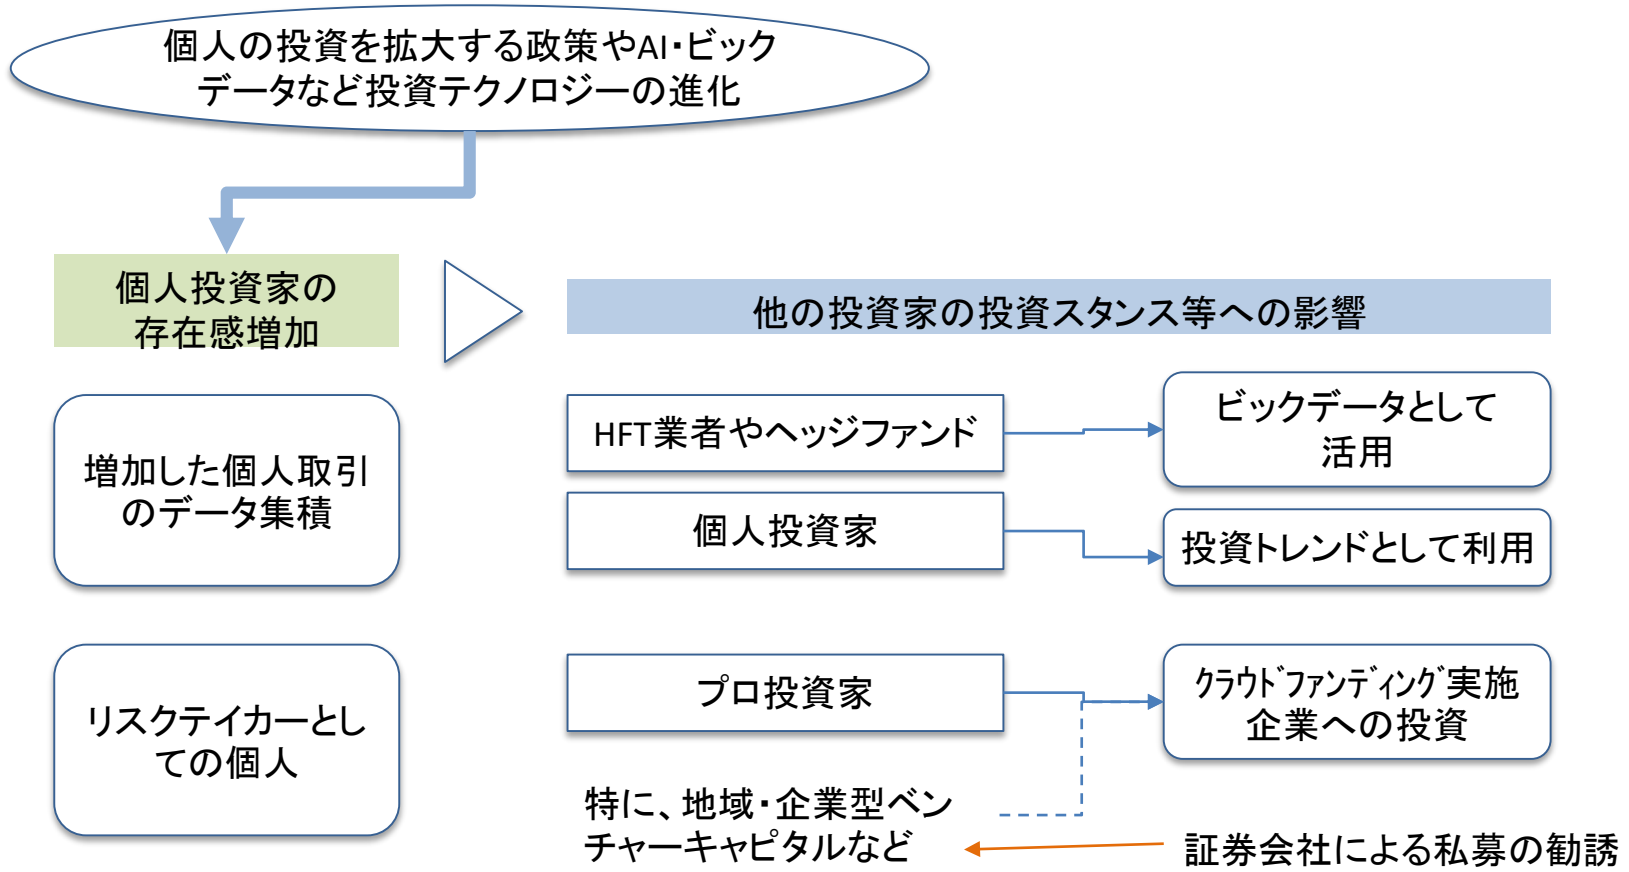 個人の投資を拡大する政策やAI・ビック
データなど投資テクノロジーの進化
個人投資家の
存在感増加
他の投資家の投資スタンス等への影響
増加した個人取引
のデータ集積
HFT業者やヘッジファンド
ビックデータとして
活用
個人投資家
投資トレンドとして利用
リスクテイカーとし
ての個人
プロ投資家
ｸﾗｳﾄﾞﾌｧﾝﾃﾞｨﾝｸﾞ実施
企業への投資
特に、地域・企業型ベン
チャーキャピタルなど
証券会社による私募の勧誘